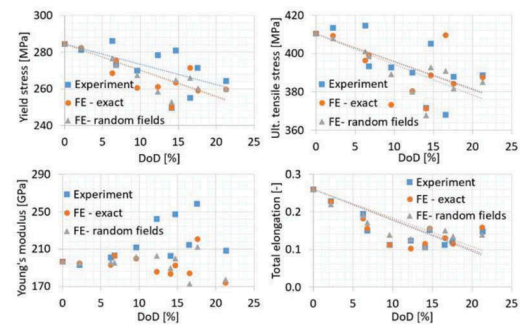 Yield stress [MPa]
300
280
260
240
Experiment
FE - exact
FE- random fields
0 5 10 15 20 25
DoD [%]
Ult. tensile stress [MPa]
420
400
380
360
Experiment
FE - exact
FE- random fields
0 5 10 15 20 25
DoD [%]
Young's modulus [GPa]
290
250
210
170
Experiment
FE - exact
FE- random fields
0 5 10 15 20 25
DoD [%]
Total elongation [-]
0.3
0.2
0.1
0.0
Experiment
FE - exact
FE - random fields
0 5 10 15 20 25
DoD [%]